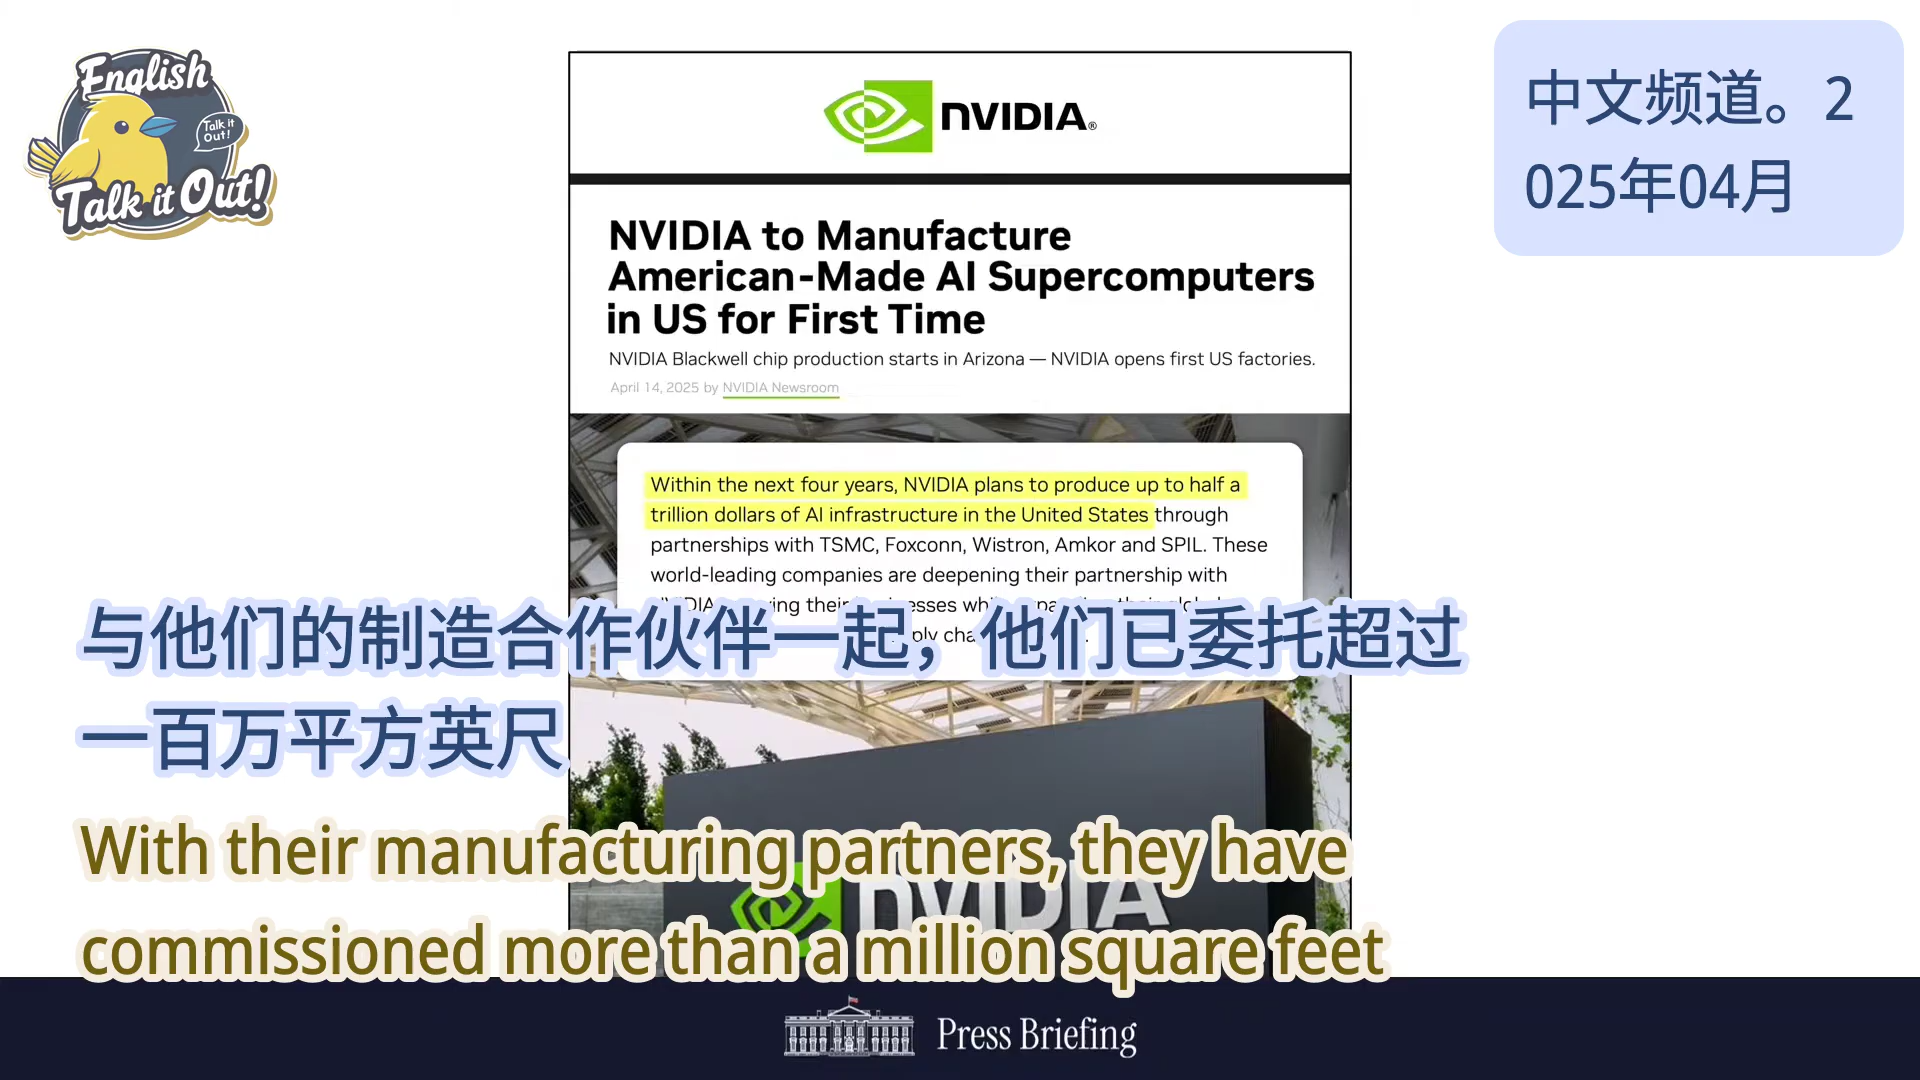 English
Talk it
out!
Talk it Out!
中文频道。2
025年04月
NVIDIA®
NVIDIA to Manufacture
American-Made AI Supercomputers
in US for First Time
NVIDIA Blackwell chip production starts in Arizona — NVIDIA opens first US factories.
April 14, 2025 by NVIDIA Newsroom
Within the next four years, NVIDIA plans to produce up to half a
trillion dollars of AI infrastructure in the United States through
partnerships with TSMC, Foxconn, Wistron, Amkor and SPIL. These
world-leading companies are deepening their partnership with
与他们的制造合作伙伴一起，他们已委托超过
一百万平方英尺
With their manufacturing partners, they have
nVIDIA
commissioned more than a million square feet
Press Briefing